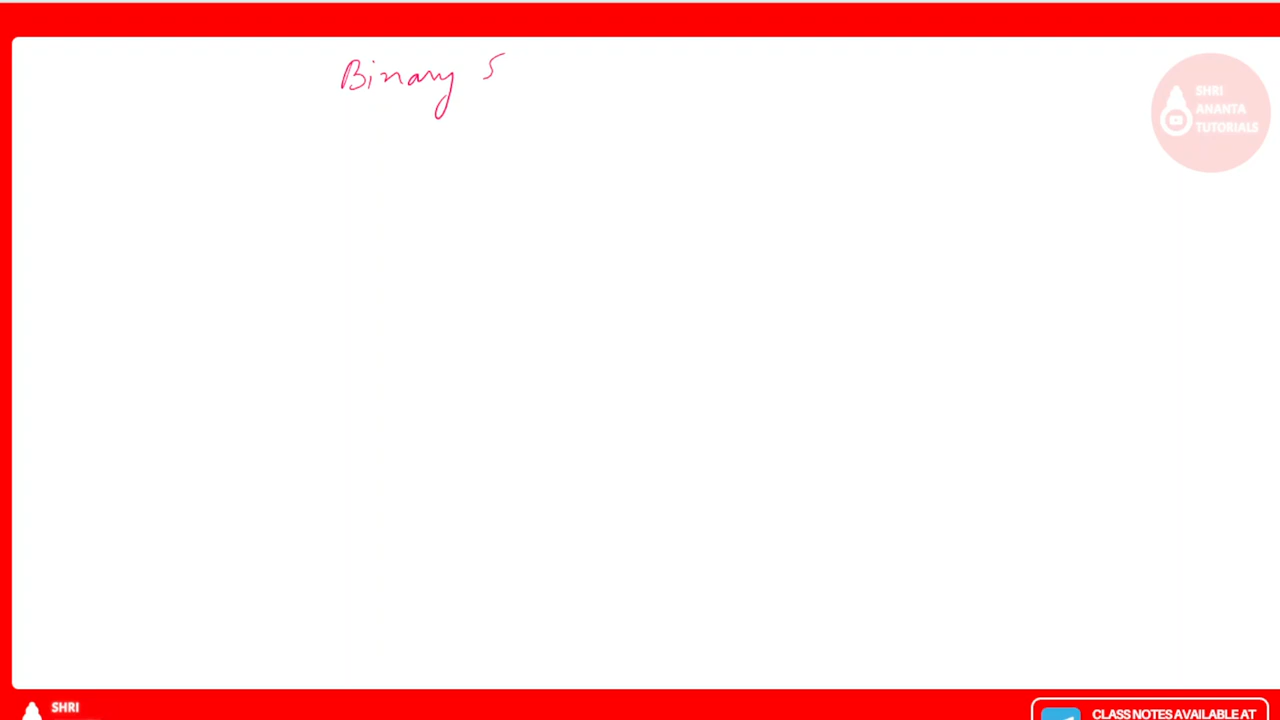 Binary S
SHRI
ANANTA
TUTORIALS
SHRI
CLASS NOTES AVAILABLE AT